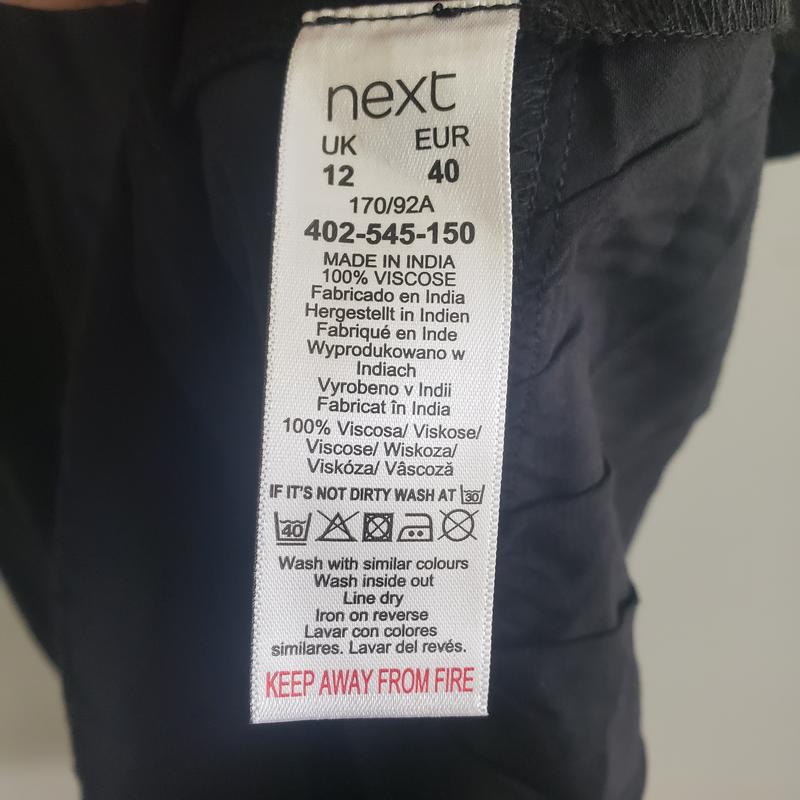 next
UK EUR
12 40
170/92A
402-545-150
MADE IN INDIA
100% VISCOSE
Fabricado en India
Hergestellt in Indien
Fabriqué en Inde
Wyprodukowano w
Indiach
Vyrobeno v Indii
Fabricat în India
100% Viscosa/ Viskose/
Viscose/ Wiskoza/
Viskóza/ Vâscoză
IF IT'S NOT DIRTY WASH AT 30
40
Wash with similar colours
Wash inside out
Line dry
Iron on reverse
Lavar con colores
similares. Lavar del revés.
KEEP AWAY FROM FIRE